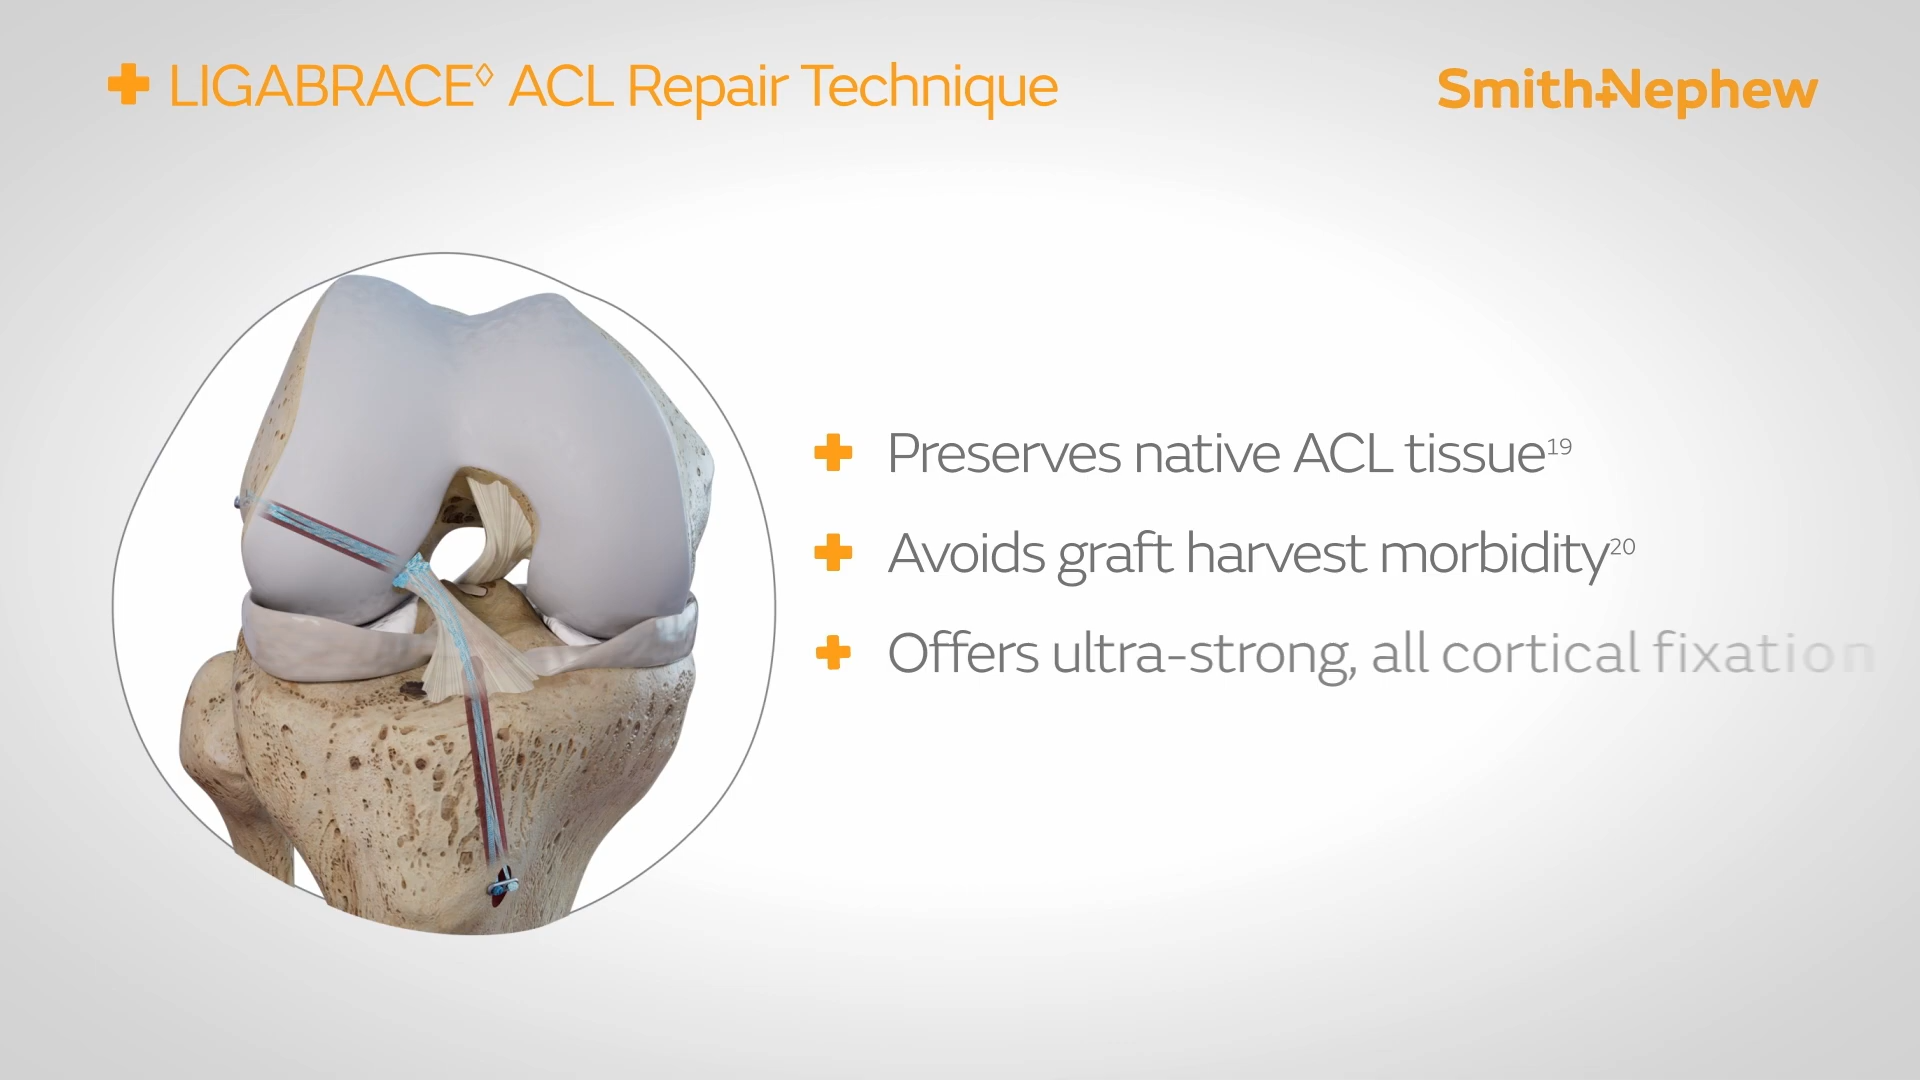 LIGABRACE◊ ACL Repair Technique
Smith+Nephew
Preserves native ACL tissue19
Avoids graft harvest morbidity20
Offers ultra-strong, all cortical fixation